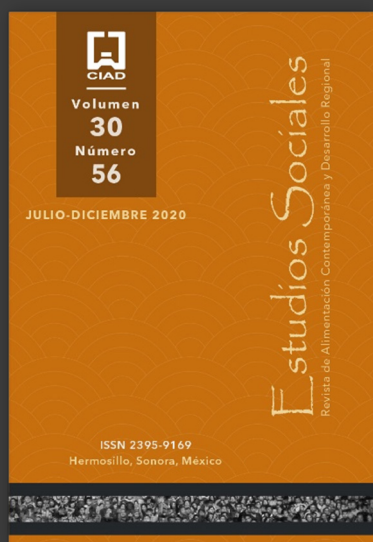 CIAD
Volumen
30
Número
56
JULIO-DICIEMBRE 2020
Estudios Sociales
Revista de Alimentación Contemporánea y Desarrollo Regional
ISSN 2395-9169
Hermosillo, Sonora, México